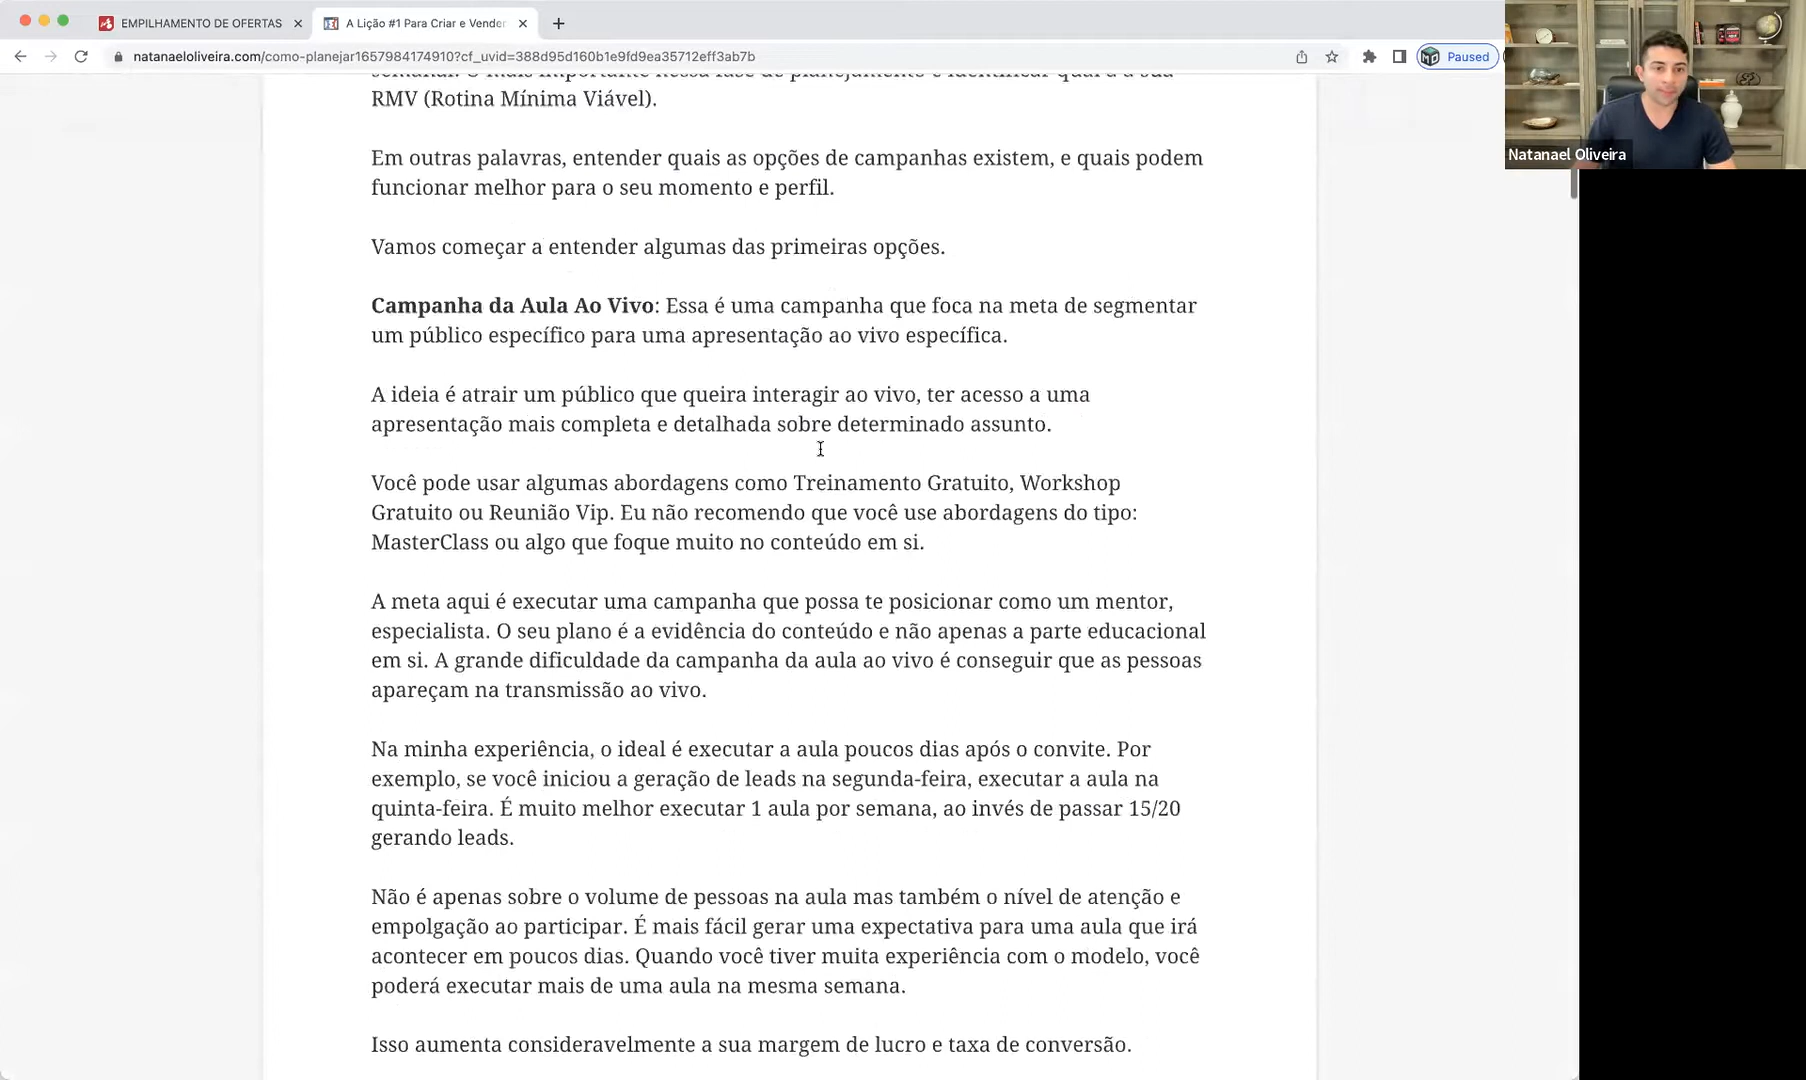 EMPILHAMENTO DE OFERTAS
A Lição #1 Para Criar e Vender
natanaeloliveira.com/como-planejar1657984174910?cf_uvid=388d95d160b1e9fd9ea35712eff3ab7b
Paused
Natanael Oliveira
semanal. O mais importante nessa fase de planejamento é identificar qual é a sua
RMV (Rotina Mínima Viável).
Em outras palavras, entender quais as opções de campanhas existem, e quais podem
funcionar melhor para o seu momento e perfil.
Vamos começar a entender algumas das primeiras opções.
Campanha da Aula Ao Vivo: Essa é uma campanha que foca na meta de segmentar
um público específico para uma apresentação ao vivo específica.
A ideia é atrair um público que queira interagir ao vivo, ter acesso a uma
apresentação mais completa e detalhada sobre determinado assunto.
Você pode usar algumas abordagens como Treinamento Gratuito, Workshop
Gratuito ou Reunião Vip. Eu não recomendo que você use abordagens do tipo:
MasterClass ou algo que foque muito no conteúdo em si.
A meta aqui é executar uma campanha que possa te posicionar como um mentor,
especialista. O seu plano é a evidência do conteúdo e não apenas a parte educacional
em si. A grande dificuldade da campanha da aula ao vivo é conseguir que as pessoas
apareçam na transmissão ao vivo.
Na minha experiência, o ideal é executar a aula poucos dias após o convite. Por
exemplo, se você iniciou a geração de leads na segunda-feira, executar a aula na
quinta-feira. É muito melhor executar 1 aula por semana, ao invés de passar 15/20
gerando leads.
Não é apenas sobre o volume de pessoas na aula mas também o nível de atenção e
empolgação ao participar. É mais fácil gerar uma expectativa para uma aula que irá
acontecer em poucos dias. Quando você tiver muita experiência com o modelo, você
poderá executar mais de uma aula na mesma semana.
Isso aumenta consideravelmente a sua margem de lucro e taxa de conversão.